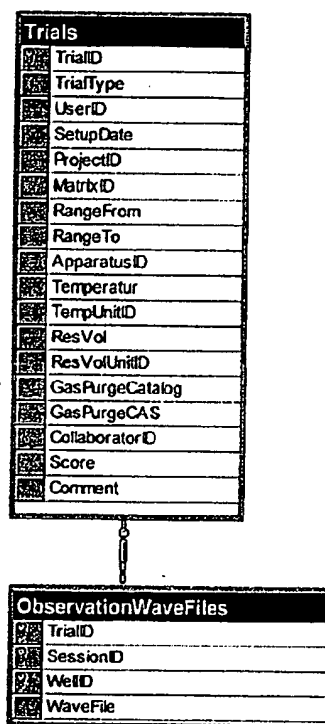 Trials
TrialID
TrialType
UserID
SetupDate
ProjectID
MatrixID
RangeFrom
RangeTo
ApparatusID
Temperatur
TempUnitID
ResVol
ResVolUnitID
GasPurgeCatalog
GasPurgeCAS
CollaboratorID
Score
Comment
ObservationWaveFiles
TrialID
SessionID
WellID
WaveFile